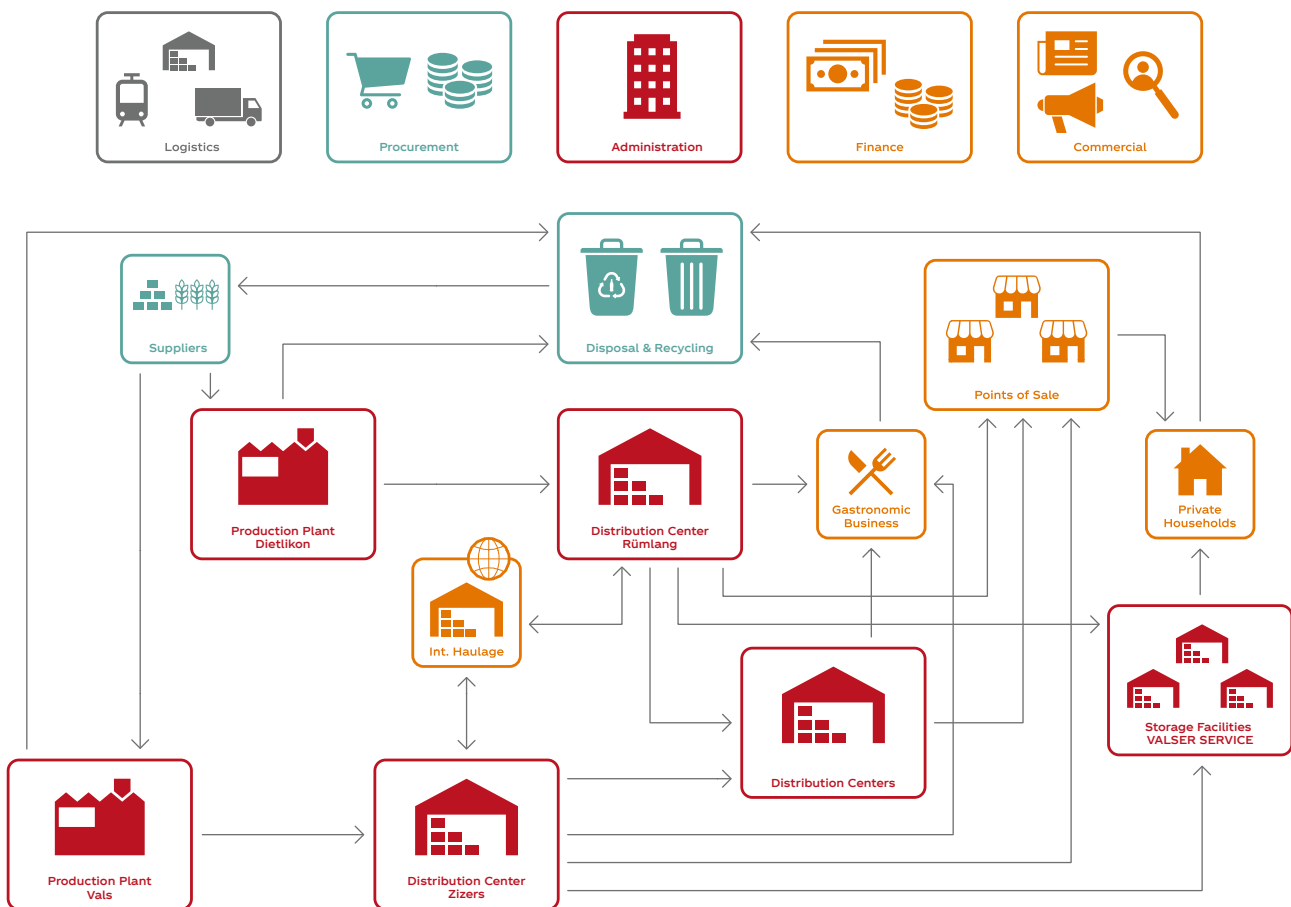 Logistics
Procurement
Administration
Finance
Commercial
Suppliers
Disposal & Recycling
Points of Sale
Production Plant
Dietlikon
Distribution Center
Rümlang
Gastronomic
Business
Private
Households
Int. Haulage
Distribution Centers
Storage Facilities
VALSER SERVICE
Production Plant
Vals
Distribution Center
Zizers